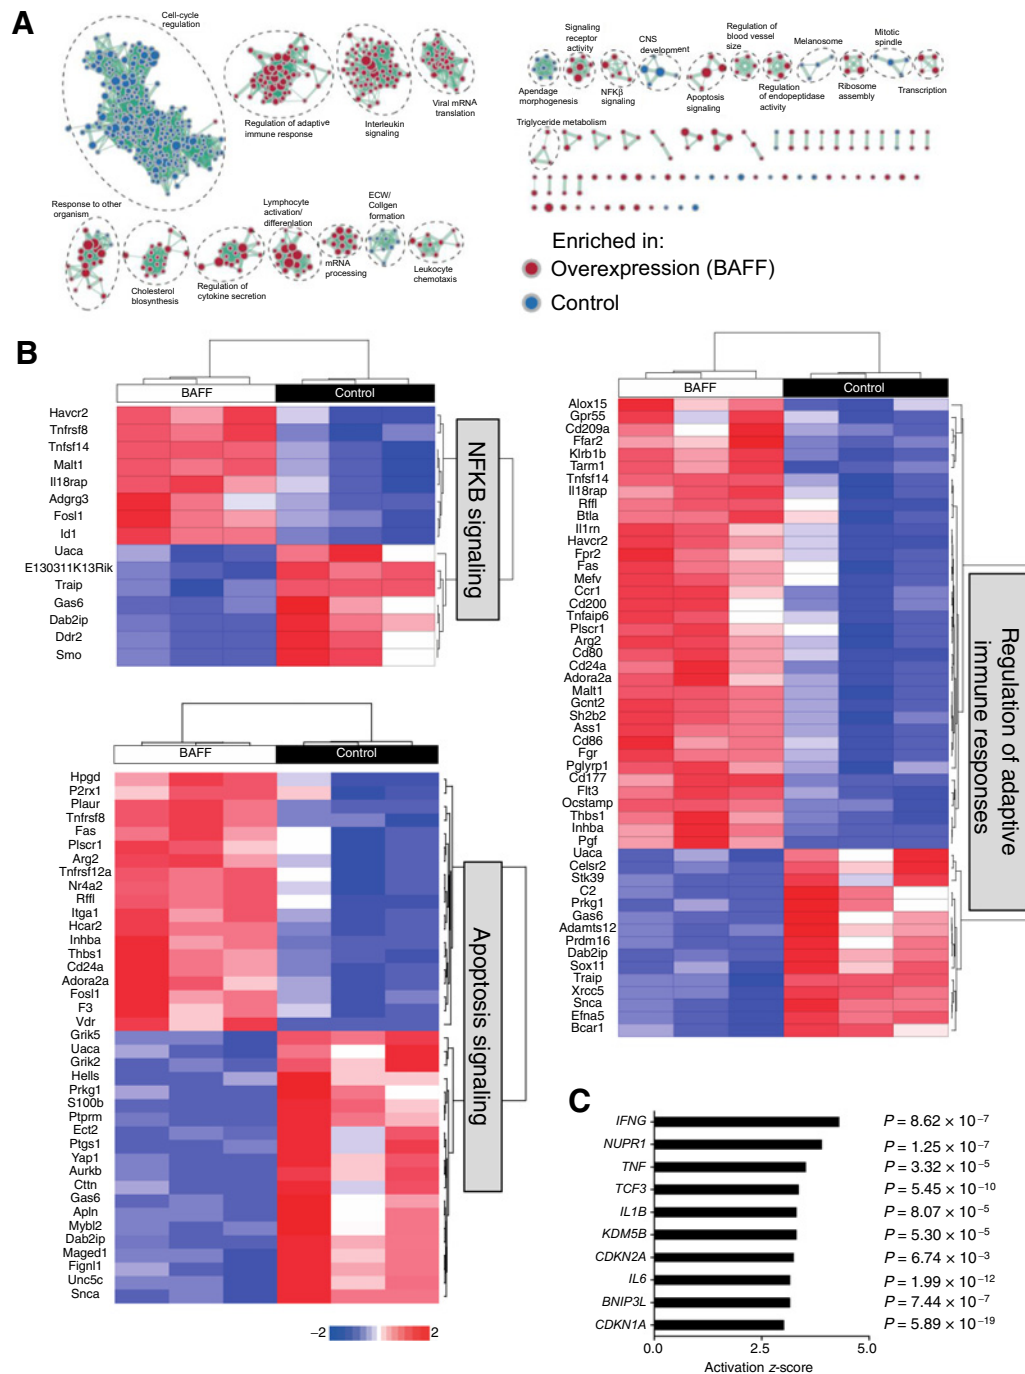 A
Cell-cycle
regulation
Regulation of adaptive
immune response
Interleukin
signaling
Viral mRNA
translation
Response to other
organism
Cholesterol
biosynthesis
Regulation of
cytokine secretion
Lymphocyte
activation/
differenlation
mRNA
processing
ECW/
Collgen
formation
Leukocyte
chemotaxis
Signaling
receptor
activity
Apendage
morphogenesis
NFKβ
signaling
CNS
development
Apoptosis
signaling
Regulation of
blood vessel
size
Regulation
of endopeptidase
activity
Melanosome
Ribosome
assembly
Mitotic
spindle
Transcription
Triglyceride metabolism
Enriched in:
Overexpression (BAFF)
Control
B
BAFF
Control
Havcr2
Tnfrsf8
Tnfsf14
Malt1
Il18rap
Adgrg3
Fosl1
Id1
Uaca
E130311K13Rik
Traip
Gas6
Dab2ip
Ddr2
Smo
NFKB signaling
BAFF
Control
Hpgd
P2rx1
Plaur
Tnfrsf8
Fas
Plscr1
Arg2
Tnfrsf12a
Nr4a2
Rffl
Itga1
Hcar2
Inhba
Thbs1
Cd24a
Adora2a
Fosl1
F3
Vdr
Grik5
Uaca
Grik2
Hells
Prkg1
S100b
Ptprm
Ect2
Ptgs1
Yap1
Aurkb
Cttn
Gas6
Apln
Mybl2
Dab2ip
Maged1
Fignl1
Unc5c
Snca
Apoptosis signaling
−2
2
BAFF
Control
Alox15
Gpr55
Cd209a
Ffar2
Klrb1b
Tarm1
Tnfsf14
Il18rap
Rffl
Btla
Il1rn
Havcr2
Fpr2
Fas
Mefv
Ccr1
Cd200
Tnfaip6
Plscr1
Arg2
Cd80
Cd24a
Adora2a
Malt1
Gcnt2
Sh2b2
Ass1
Cd86
Fgr
Pglyrp1
Cd177
Flt3
Ocstamp
Thbs1
Inhba
Pgf
Uaca
Celsr2
Stk39
C2
Prkg1
Gas6
Adamts12
Prdm16
Dab2ip
Sox11
Traip
Xrcc5
Snca
Efna5
Bcar1
Regulation of adaptive
immune responses
C
IFNG P = 8.62 × 10⁻⁷
NUPR1 P = 1.25 × 10⁻⁷
TNF P = 3.32 × 10⁻⁵
TCF3 P = 5.45 × 10⁻¹⁰
IL1B P = 8.07 × 10⁻⁵
KDM5B P = 5.30 × 10⁻⁵
CDKN2A P = 6.74 × 10⁻³
IL6 P = 1.99 × 10⁻¹²
BNIP3L P = 7.44 × 10⁻⁷
CDKN1A P = 5.89 × 10⁻¹⁹
0.0 2.5 5.0
Activation z-score